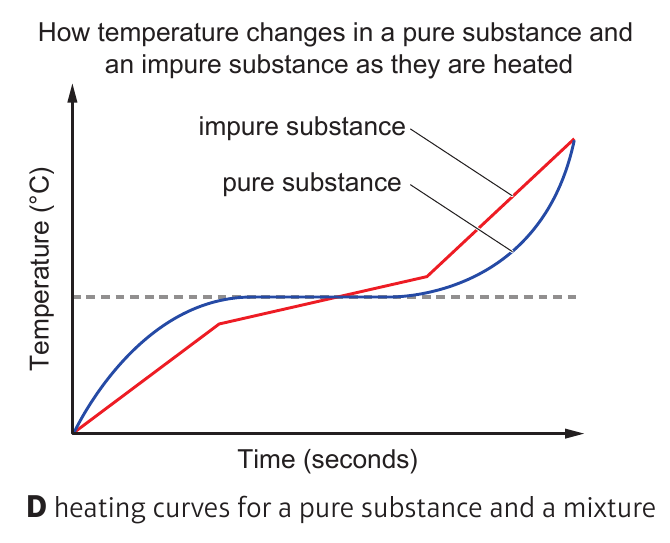 How temperature changes in a pure substance and
an impure substance as they are heated
impure substance
pure substance
Temperature (°C)
Time (seconds)
D heating curves for a pure substance and a mixture